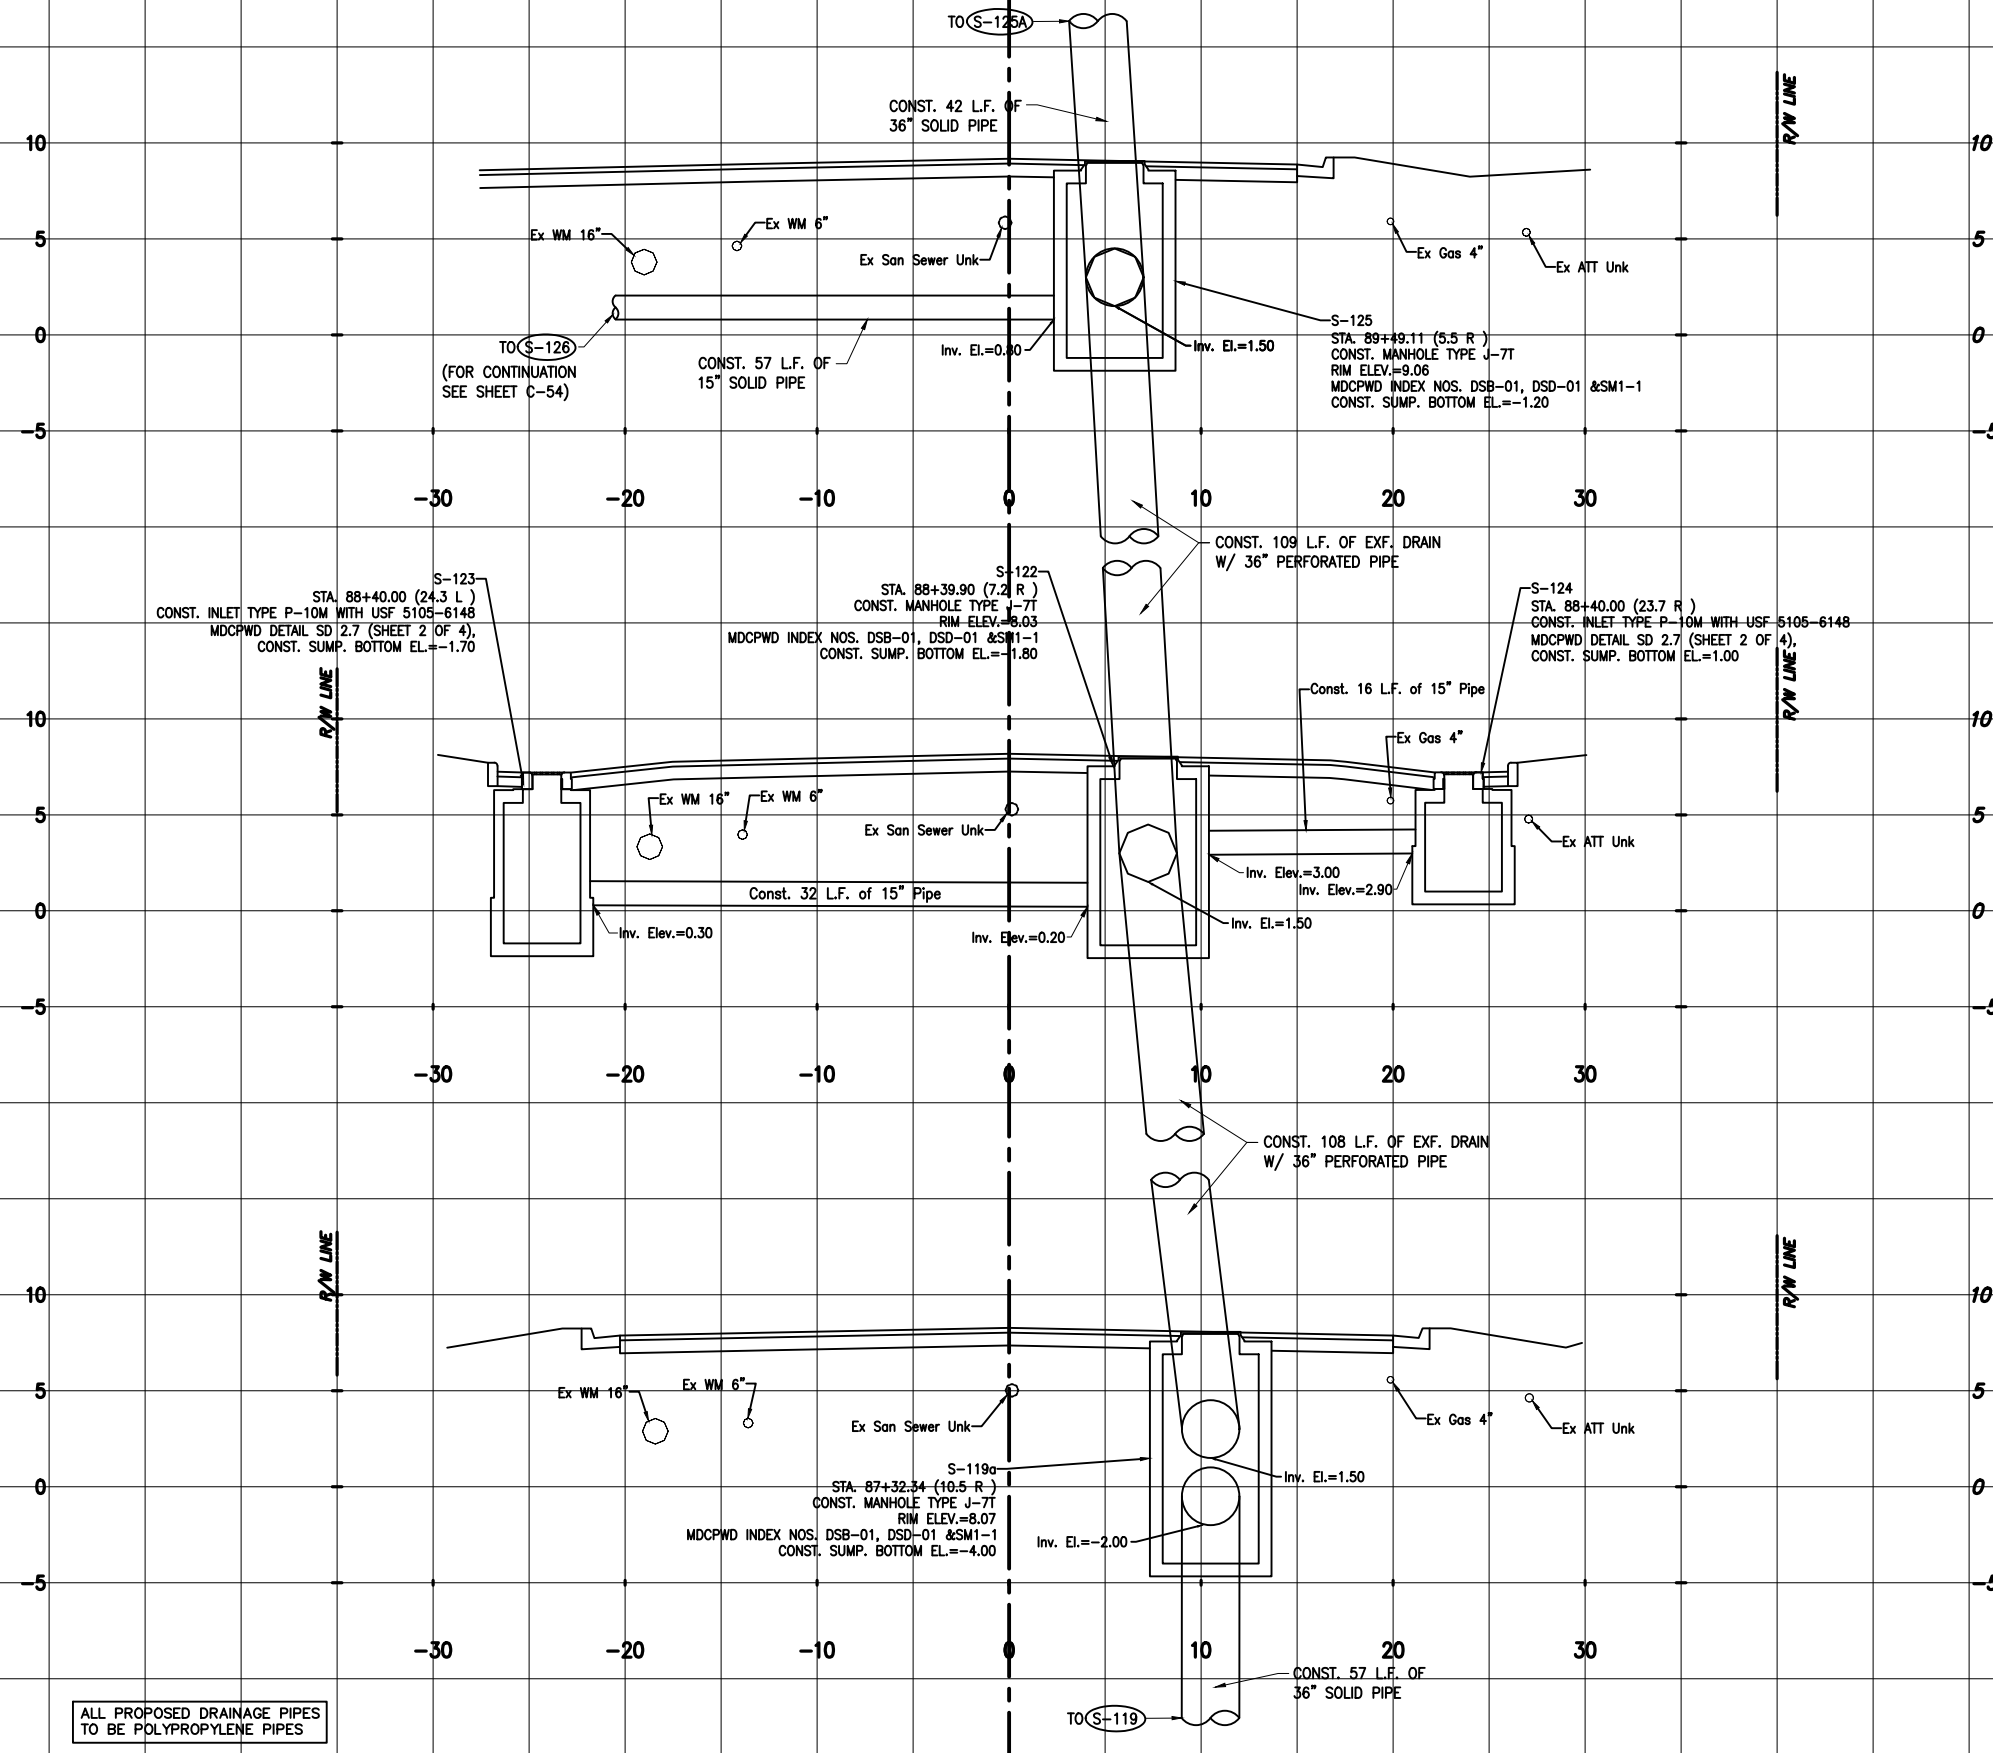 TO S-125A
CONST. 42 L.F. OF
36" SOLID PIPE
R/W LINE
10
10
Ex WM 16"
Ex WM 6"
Ex San Sewer Unk
Ex Gas 4"
Ex ATT Unk
5
5
0
0
TO S-126
(FOR CONTINUATION
SEE SHEET C-54)
CONST. 57 L.F. OF
15" SOLID PIPE
Inv. El.=0.80
Inv. El.=1.50
S-125
STA. 89+49.11 (5.5 R )
CONST. MANHOLE TYPE J-7T
RIM ELEV.=9.06
MDCPWD INDEX NOS. DSB-01, DSD-01 &SM1-1
CONST. SUMP. BOTTOM EL.=-1.20
-5
-5
-30
-20
-10
0
10
20
30
CONST. 109 L.F. OF EXF. DRAIN
W/ 36" PERFORATED PIPE
S-123
STA. 88+40.00 (24.3 L )
CONST. INLET TYPE P-10M WITH USF 5105-6148
MDCPWD DETAIL SD 2.7 (SHEET 2 OF 4),
CONST. SUMP. BOTTOM EL.=-1.70
S-122
STA. 88+39.90 (7.2 R )
CONST. MANHOLE TYPE J-7T
RIM ELEV.=8.03
MDCPWD INDEX NOS. DSB-01, DSD-01 &SM1-1
CONST. SUMP. BOTTOM EL.=-1.80
S-124
STA. 88+40.00 (23.7 R )
CONST. INLET TYPE P-10M WITH USF 5105-6148
MDCPWD DETAIL SD 2.7 (SHEET 2 OF 4),
CONST. SUMP. BOTTOM EL.=1.00
R/W LINE
R/W LINE
Const. 16 L.F. of 15" Pipe
10
10
Ex Gas 4"
Ex WM 16"
Ex WM 6"
Ex San Sewer Unk
Ex ATT Unk
5
5
Const. 32 L.F. of 15" Pipe
Inv. Elev.=3.00
Inv. Elev.=2.90
0
0
Inv. Elev.=0.30
Inv. Elev.=0.20
Inv. El.=1.50
-5
-5
-30
-20
-10
0
10
20
30
CONST. 108 L.F. OF EXF. DRAIN
W/ 36" PERFORATED PIPE
R/W LINE
R/W LINE
10
10
Ex WM 16"
Ex WM 6"
Ex San Sewer Unk
Ex Gas 4"
Ex ATT Unk
5
5
S-119a
STA. 87+32.34 (10.5 R )
CONST. MANHOLE TYPE J-7T
RIM ELEV.=8.07
MDCPWD INDEX NOS. DSB-01, DSD-01 &SM1-1
CONST. SUMP. BOTTOM EL.=-4.00
Inv. El.=1.50
Inv. El.=-2.00
0
0
-5
-5
-30
-20
-10
0
10
20
30
CONST. 57 L.F. OF
36" SOLID PIPE
TO S-119
ALL PROPOSED DRAINAGE PIPES
TO BE POLYPROPYLENE PIPES